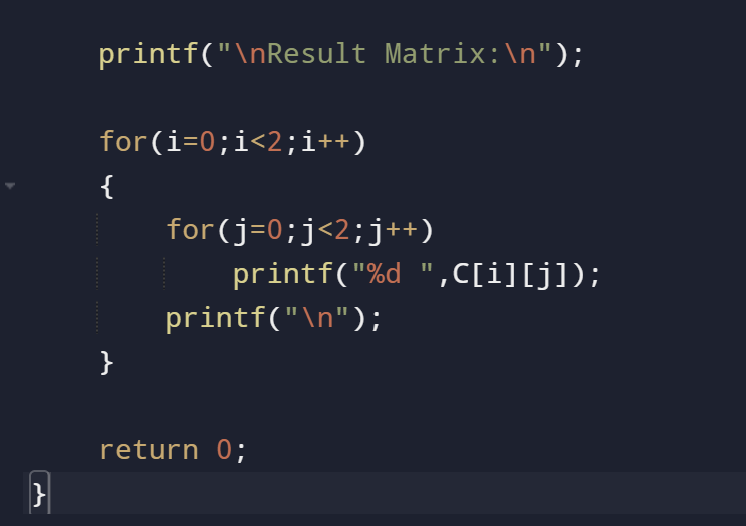 printf("\nResult Matrix:\n");
for(i=0;i<2;i++)
{
for(j=0;j<2;j++)
printf("%d ",C[i][j]);
printf("\n");
}
return 0;
}